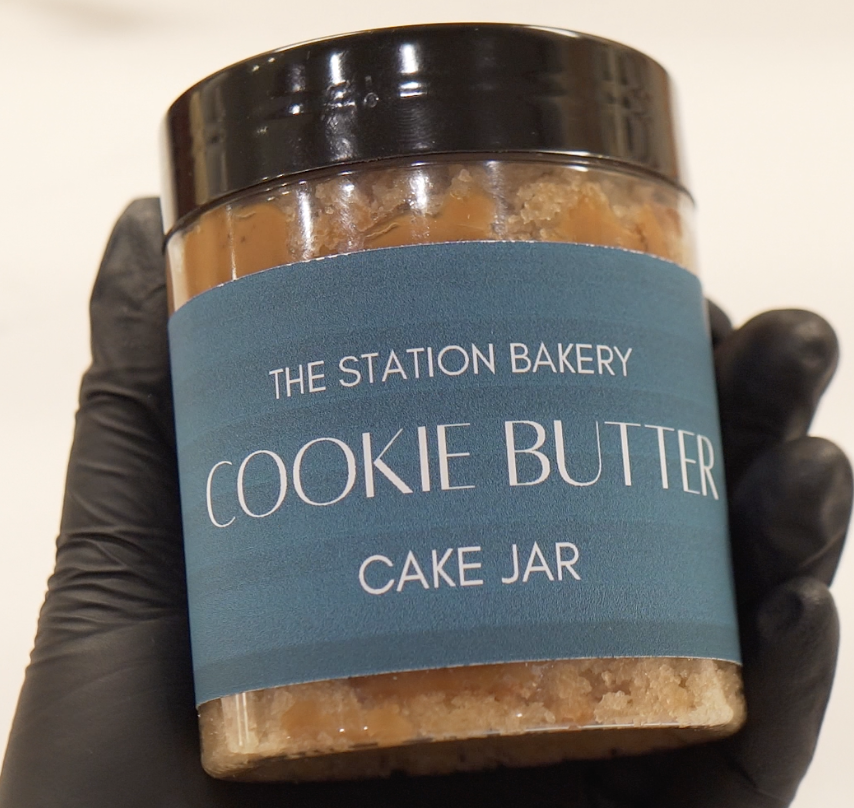 THE STATION BAKERY
COOKIE BUTTER
CAKE JAR